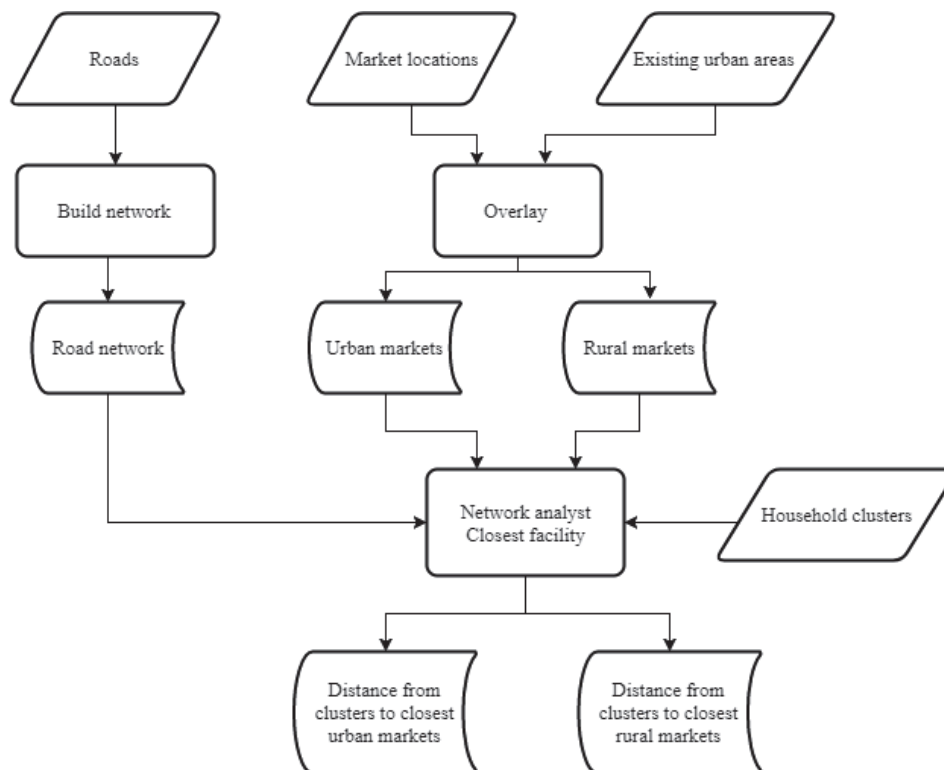 Roads
Market locations
Existing urban areas
Build network
Overlay
Road network
Urban markets
Rural markets
Network analyst
Closest facility
Household clusters
Distance from
clusters to closest
urban markets
Distance from
clusters to closest
rural markets